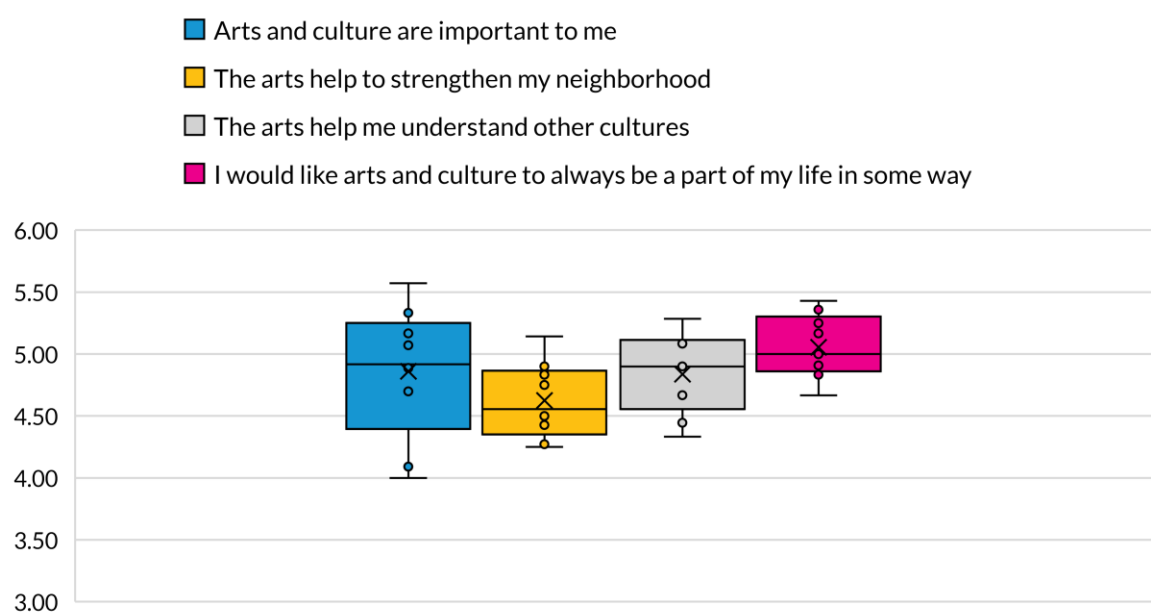 Arts and culture are important to me
The arts help to strengthen my neighborhood
The arts help me understand other cultures
I would like arts and culture to always be a part of my life in some way
6.00
5.50
5.00
4.50
4.00
3.50
3.00